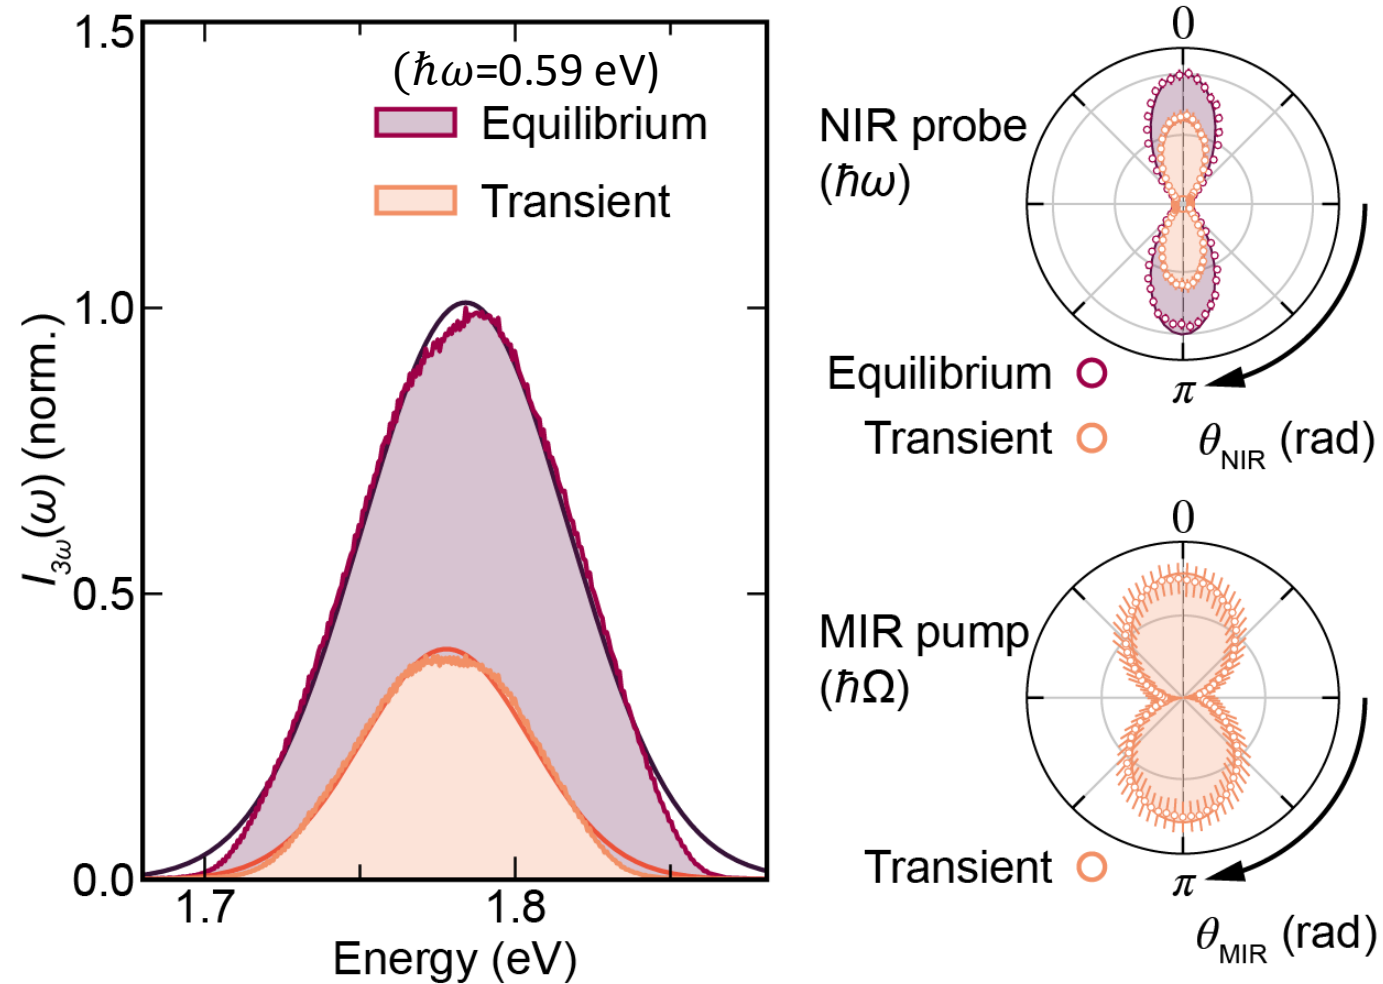 1.5
1.0
0.5
0.0
I3ω(ω) (norm.)
(ℏω=0.59 eV)
Equilibrium
Transient
1.7 1.8
Energy (eV)
0
NIR probe
(ℏω)
π
Equilibrium
Transient
θNIR (rad)
0
MIR pump
(ℏΩ)
π
Transient
θMIR (rad)